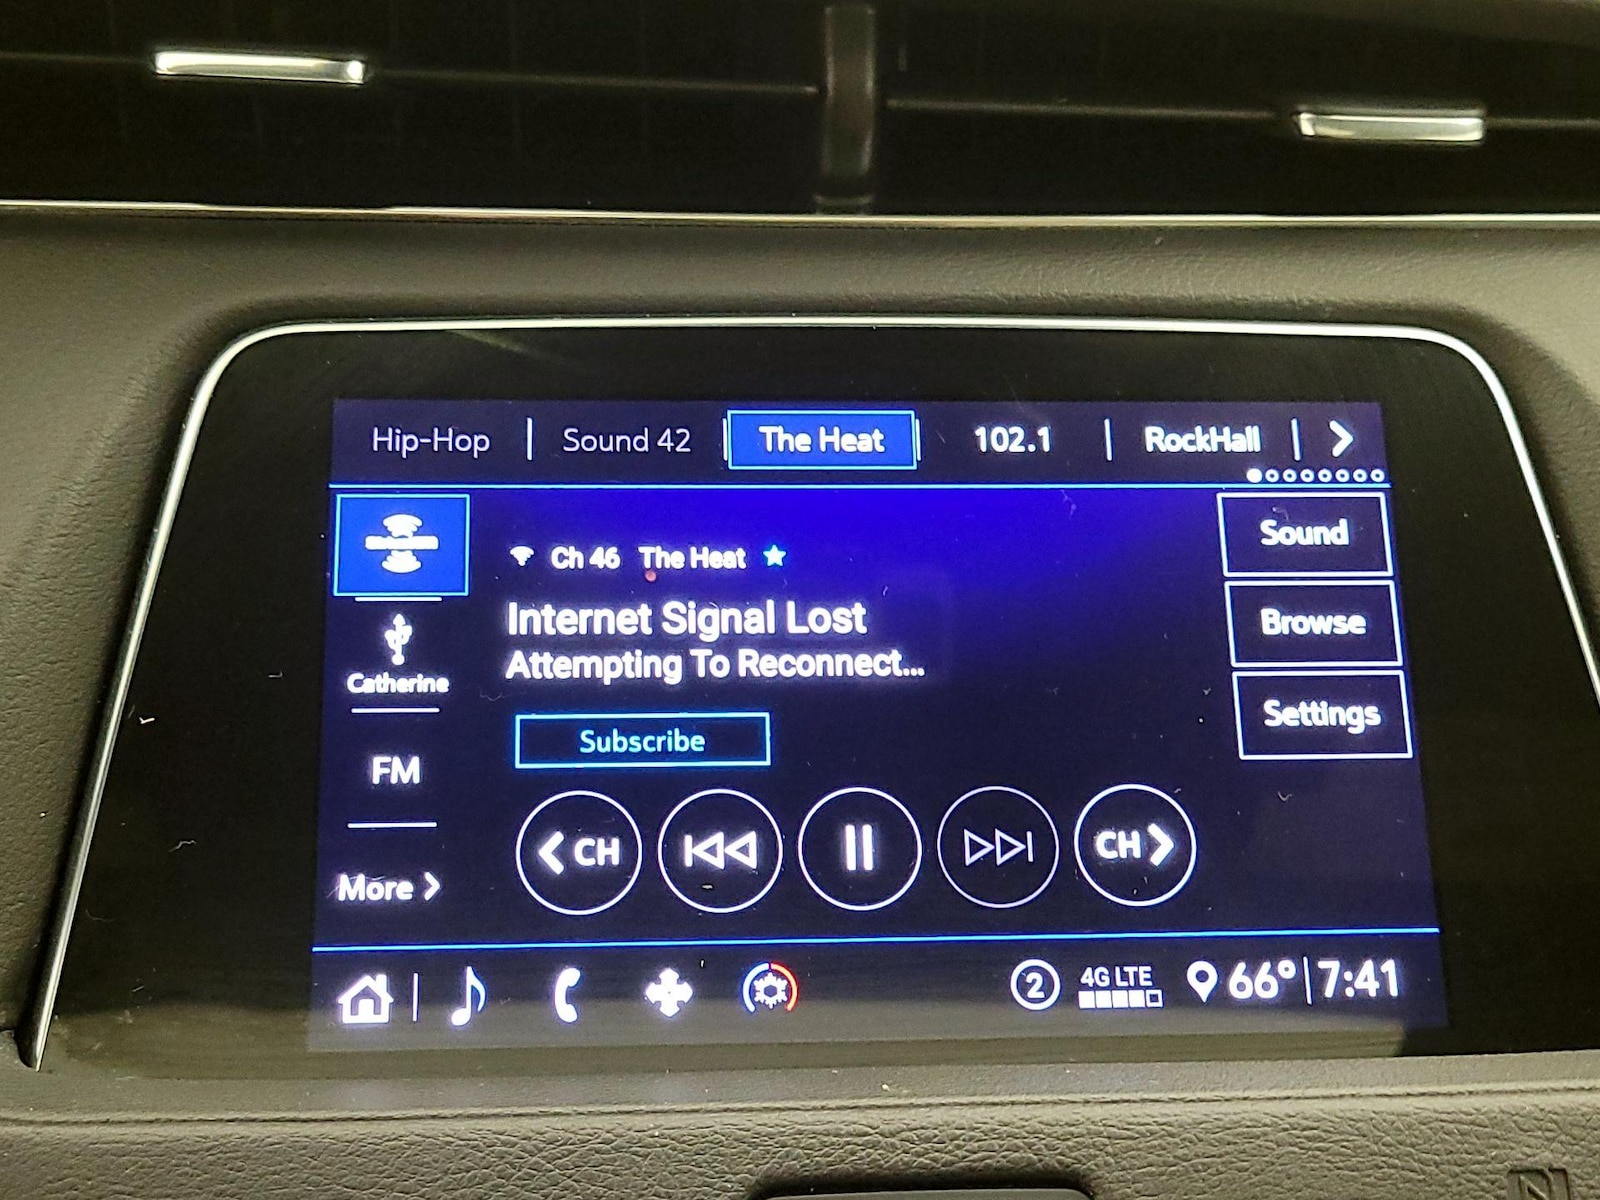 Hip-Hop | Sound 42 | The Heat | 102.1 | RockHall |
Sound
Ch 46 The Heat
Internet Signal Lost
Attempting To Reconnect...
Browse
Catherine
Subscribe
Settings
FM
CH
CH
More
2 4G LTE 66° | 7:41